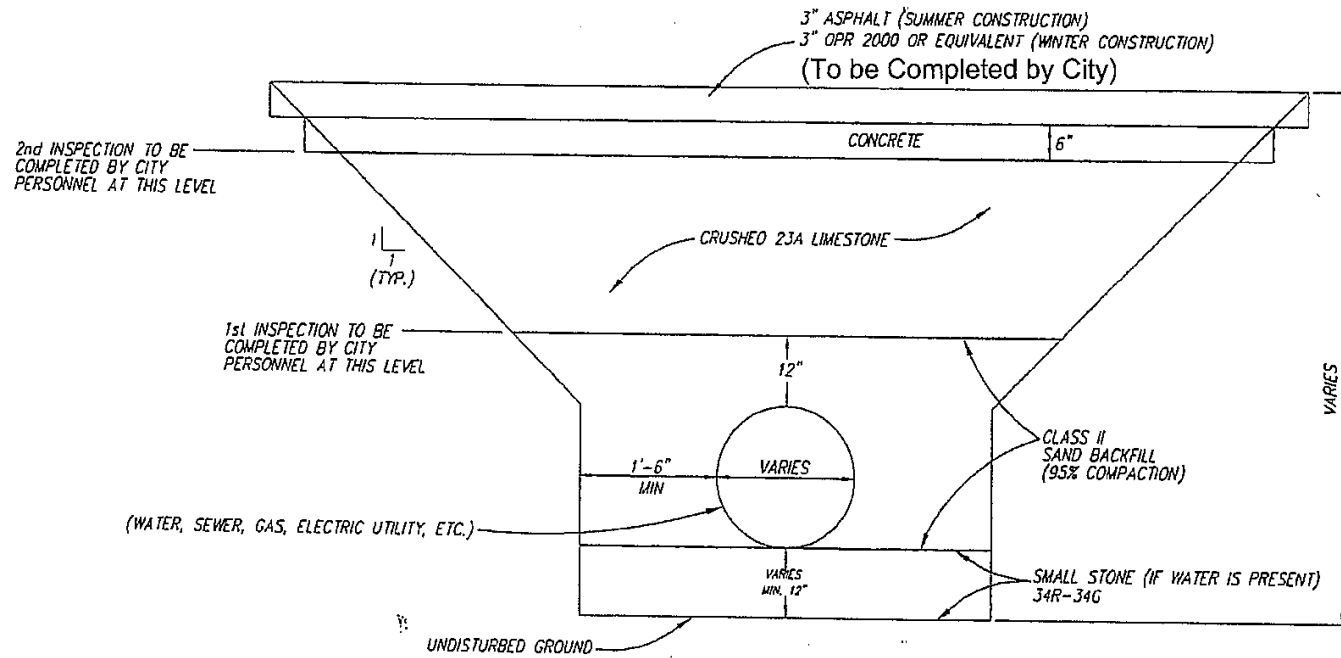 3" ASPHALT (SUMMER CONSTRUCTION)
3" OPR 2000 OR EQUIVALENT (WINTER CONSTRUCTION)
(To be Completed by City)
CONCRETE
6"
2nd INSPECTION TO BE
COMPLETED BY CITY
PERSONNEL AT THIS LEVEL
1
1
(TYP.)
CRUSHED 23A LIMESTONE
1st INSPECTION TO BE
COMPLETED BY CITY
PERSONNEL AT THIS LEVEL
12"
VARIES
CLASS II
SAND BACKFILL
(95% COMPACTION)
1'-6"
MIN
VARIES
(WATER, SEWER, GAS, ELECTRIC UTILITY, ETC.)
VARIES
MIN. 12"
SMALL STONE (IF WATER IS PRESENT)
34R-34G
UNDISTURBED GROUND